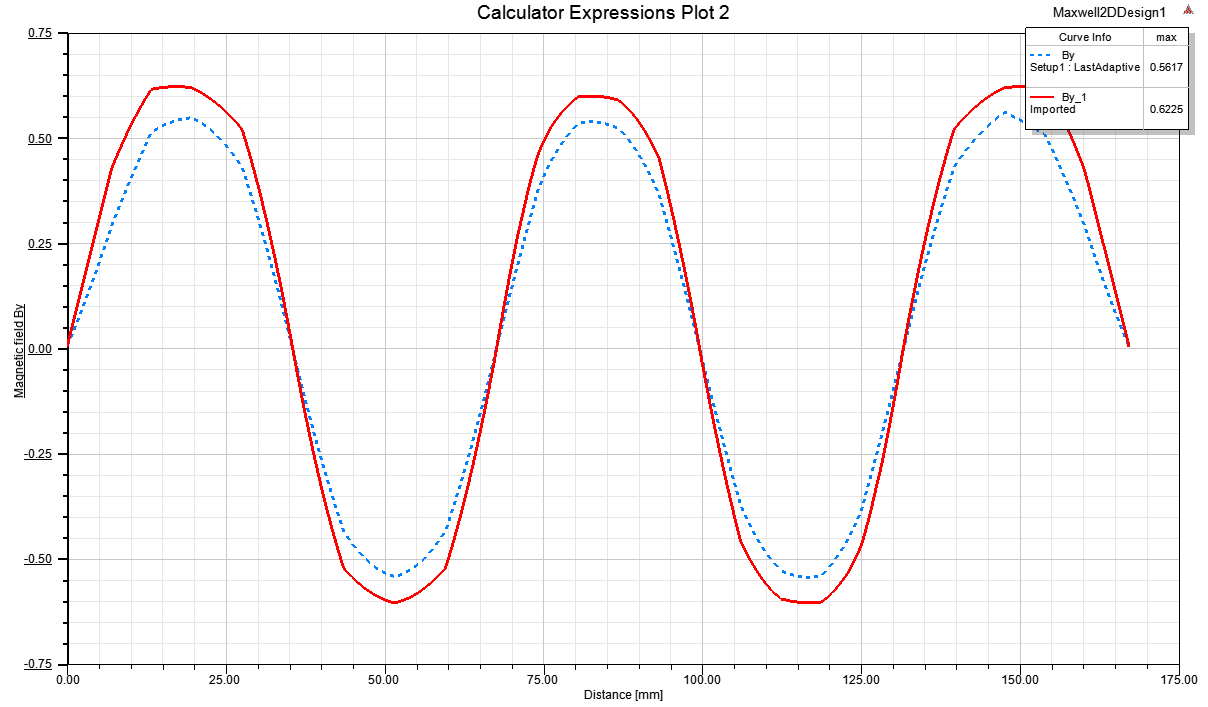 Calculator Expressions Plot 2
Maxwell2DDesign1
Curve Info max
By
Setup1 : LastAdaptive 0.5617
By_1
Imported 0.6225
0.75
0.50
0.25
0.00
-0.25
-0.50
-0.75
Magnetic field By
0.00 25.00 50.00 75.00 100.00 125.00 150.00 175.00
Distance [mm]